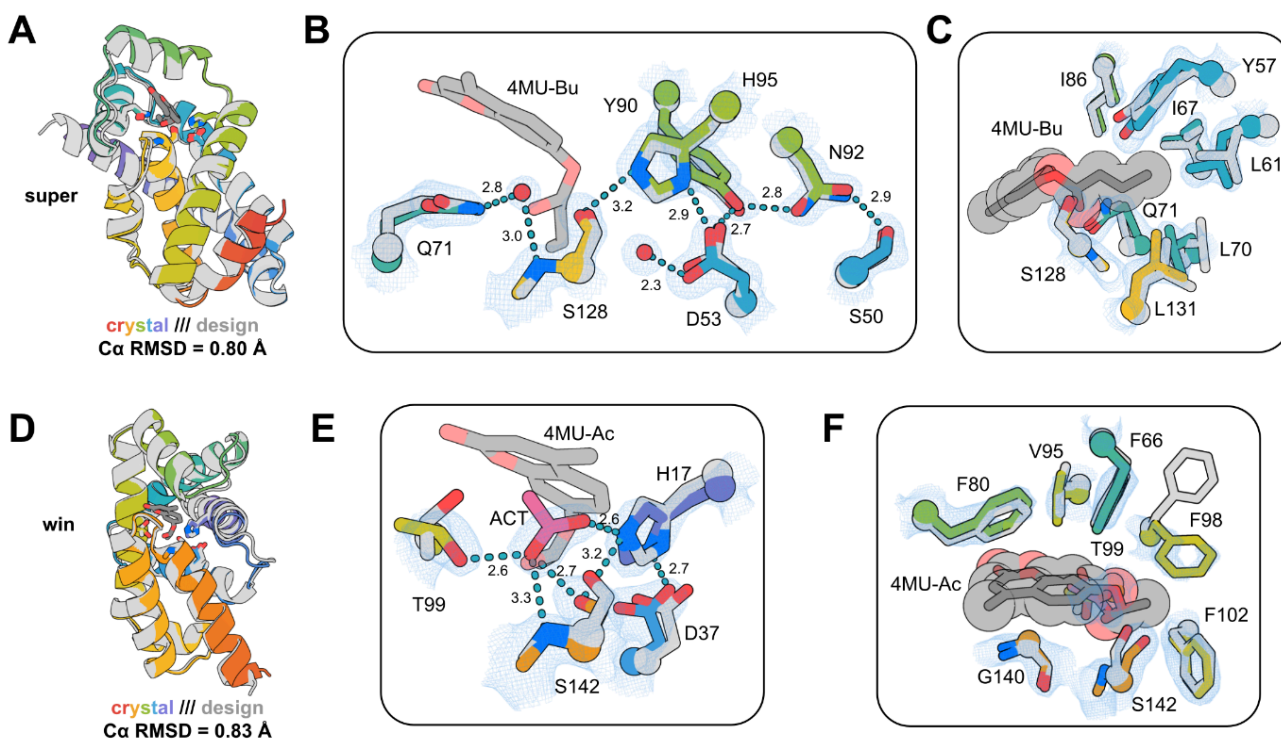 A
super
crystal /// design
Cα RMSD = 0.80 Å
B
4MU-Bu
Y90
H95
N92
2.8
3.2
2.8
2.9
2.9
Q71
3.0
2.7
2.3
S128
D53
S50
C
I86
Y57
I67
4MU-Bu
L61
Q71
L70
S128
L131
D
win
crystal /// design
Cα RMSD = 0.83 Å
E
4MU-Ac
H17
ACT
2.6
3.2
2.6
2.7
2.7
3.3
T99
D37
S142
F
V95
F66
F80
F98
T99
4MU-Ac
F102
G140
S142